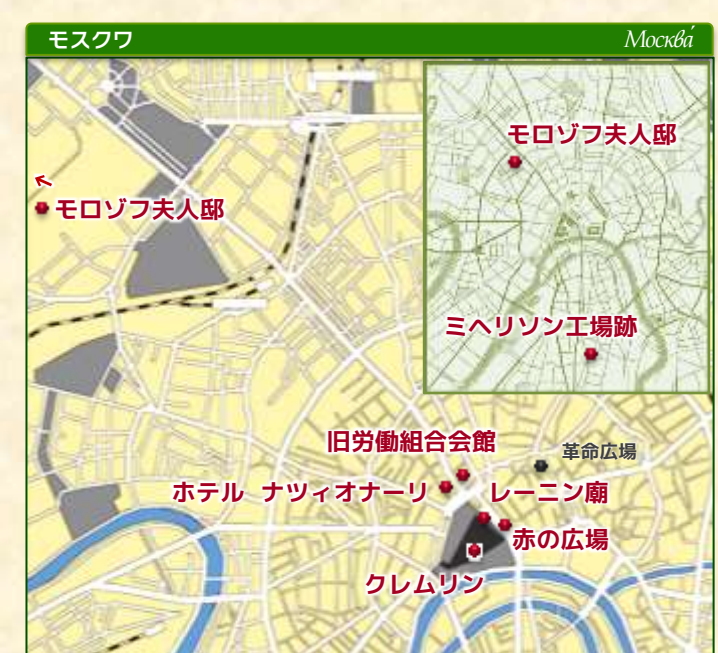 モスクワ
Москва́
モロゾフ夫人邸
モロゾフ夫人邸
ミヘリソン工場跡
旧労働組合会館
革命広場
ホテル ナツィオナーリ
レーニン廟
赤の広場
クレムリン